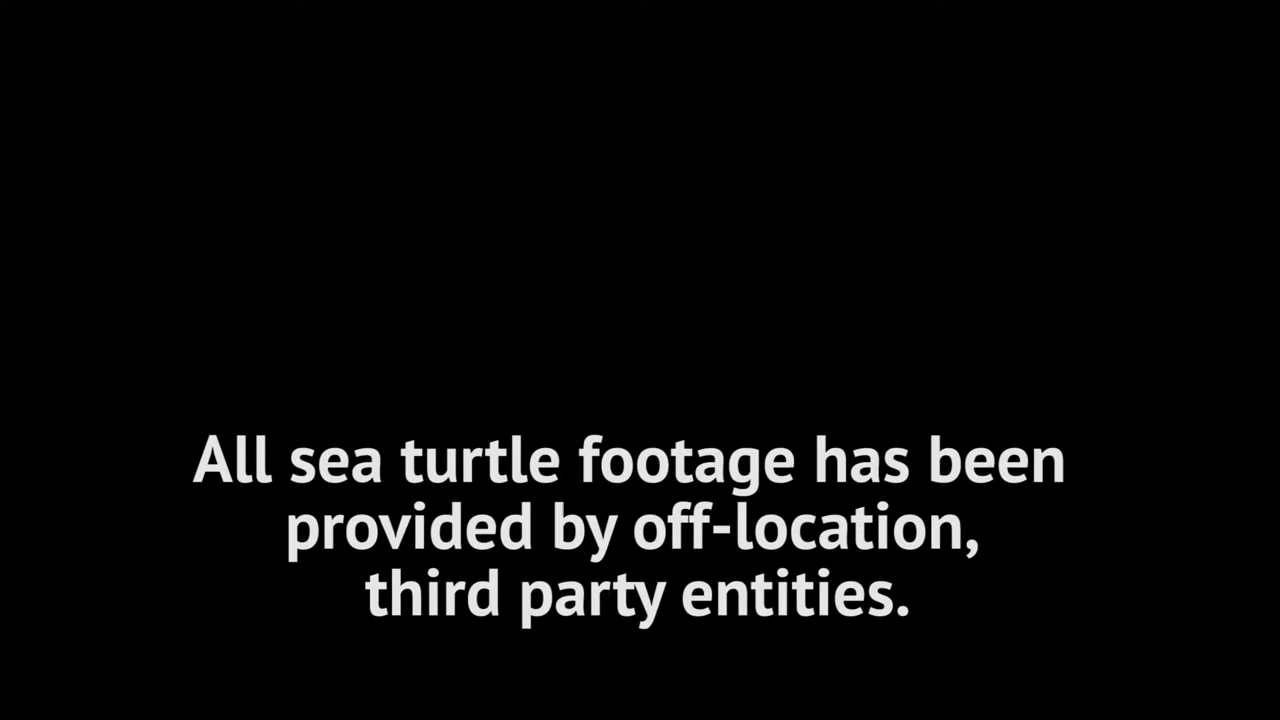 All sea turtle footage has been
provided by off-location,
third party entities.